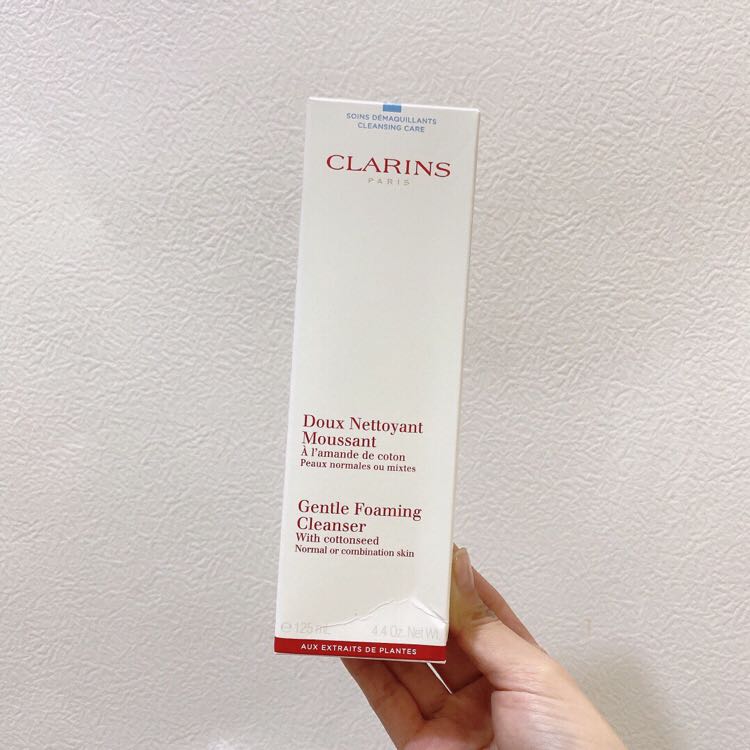 SOINS DÉMAQUILLANTS
CLEANSING CARE
CLARINS
PARIS
Doux Nettoyant
Moussant
À l'amande de coton
Peaux normales ou mixtes
Gentle Foaming
Cleanser
With cottonseed
Normal or combination skin
℮ 125 mL 4.4 Oz. Net Wt.
AUX EXTRAITS DE PLANTES